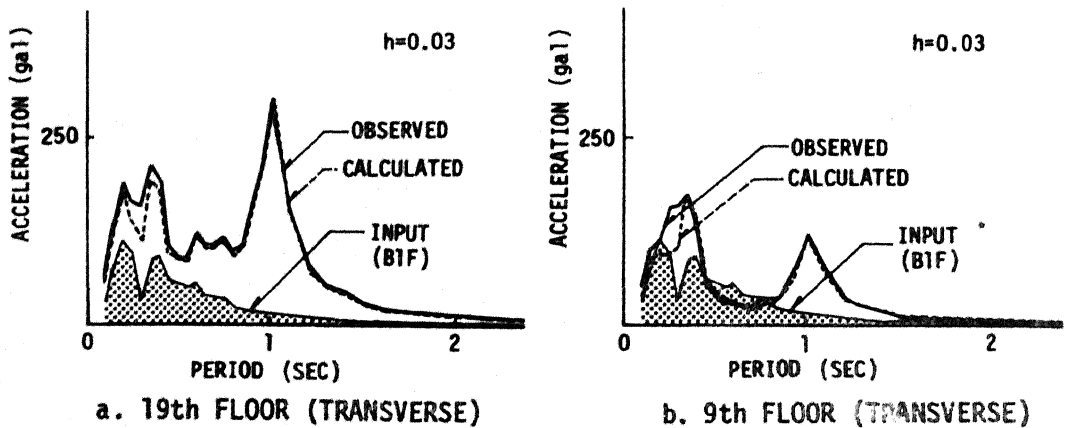 ACCELERATION (gal)
250
h=0.03
OBSERVED
CALCULATED
INPUT
(B1F)
0
1
2
PERIOD (SEC)
a. 19th FLOOR (TRANSVERSE)
ACCELERATION (gal)
250
h=0.03
OBSERVED
CALCULATED
INPUT
(B1F)
0
1
2
PERIOD (SEC)
b. 9th FLOOR (TRANSVERSE)